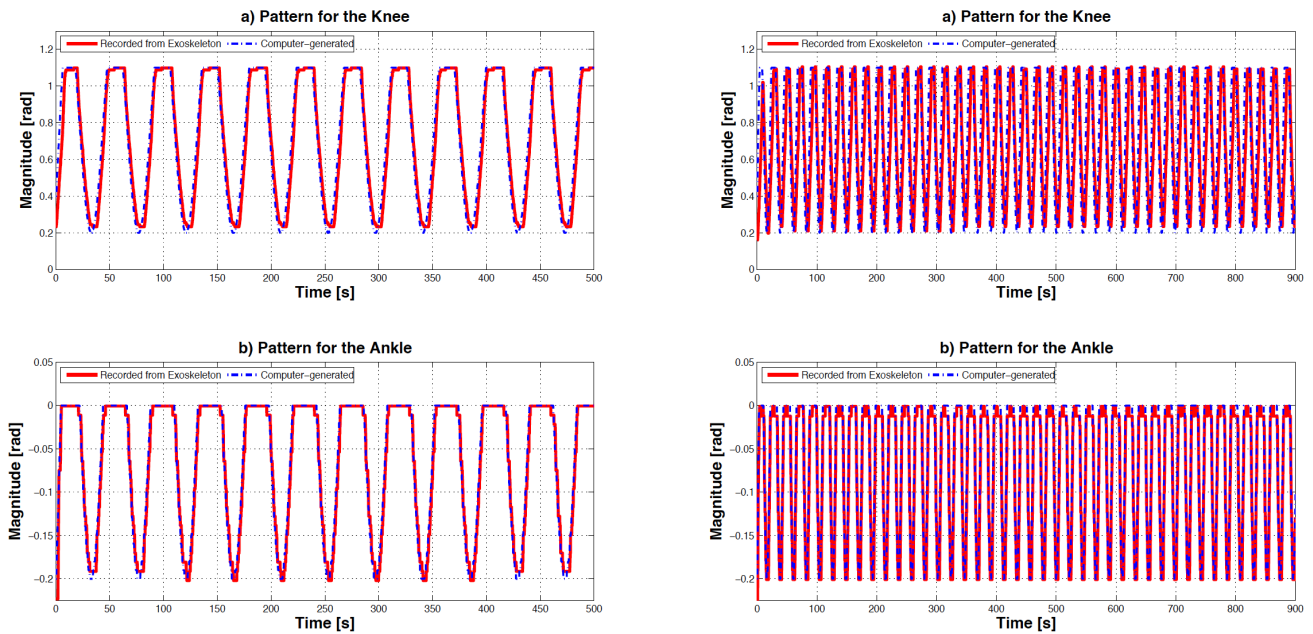 a) Pattern for the Knee
Recorded from Exoskeleton Computer-generated
Magnitude [rad]
1.2
1
0.8
0.6
0.4
0.2
0
0 50 100 150 200 250 300 350 400 450 500
Time [s]
a) Pattern for the Knee
Recorded from Exoskeleton Computer-generated
Magnitude [rad]
1.2
1
0.8
0.6
0.4
0.2
0
0 100 200 300 400 500 600 700 800 900
Time [s]
b) Pattern for the Ankle
Recorded from Exoskeleton Computer-generated
Magnitude [rad]
0.05
0
−0.05
−0.1
−0.15
−0.2
0 50 100 150 200 250 300 350 400 450 500
Time [s]
b) Pattern for the Ankle
Recorded from Exoskeleton Computer-generated
Magnitude [rad]
0.05
0
−0.05
−0.1
−0.15
−0.2
0 100 200 300 400 500 600 700 800 900
Time [s]